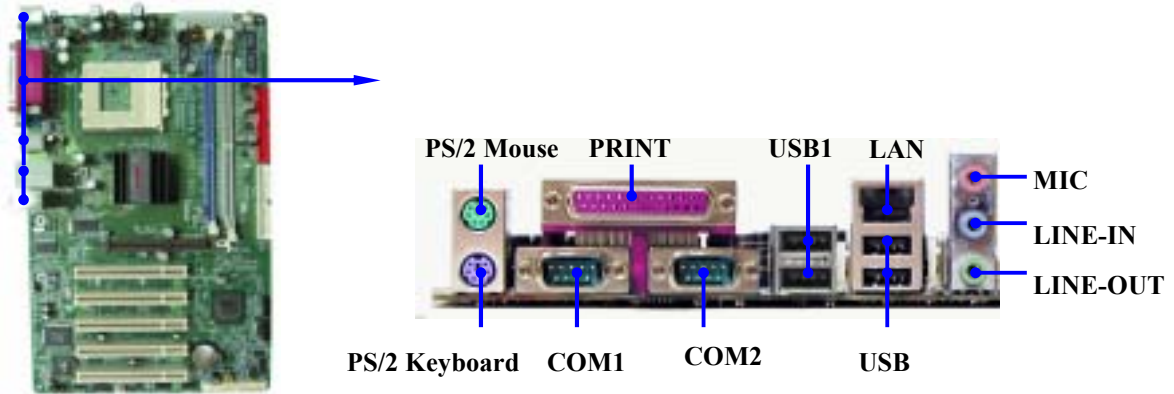 PS/2 Mouse PRINT USB1 LAN
MIC
LINE-IN
LINE-OUT
PS/2 Keyboard COM1 COM2 USB